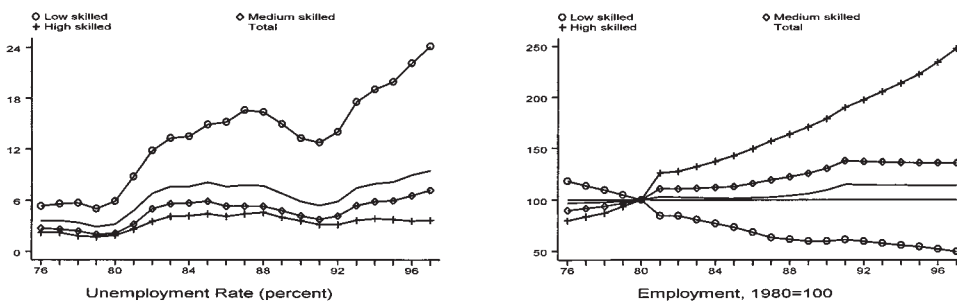 Low skilled Medium skilled
High skilled Total
24
18
12
6
0
76 80 84 88 92 96
Unemployment Rate (percent)
Low skilled Medium skilled
High skilled Total
250
200
150
100
50
76 80 84 88 92 96
Employment, 1980=100